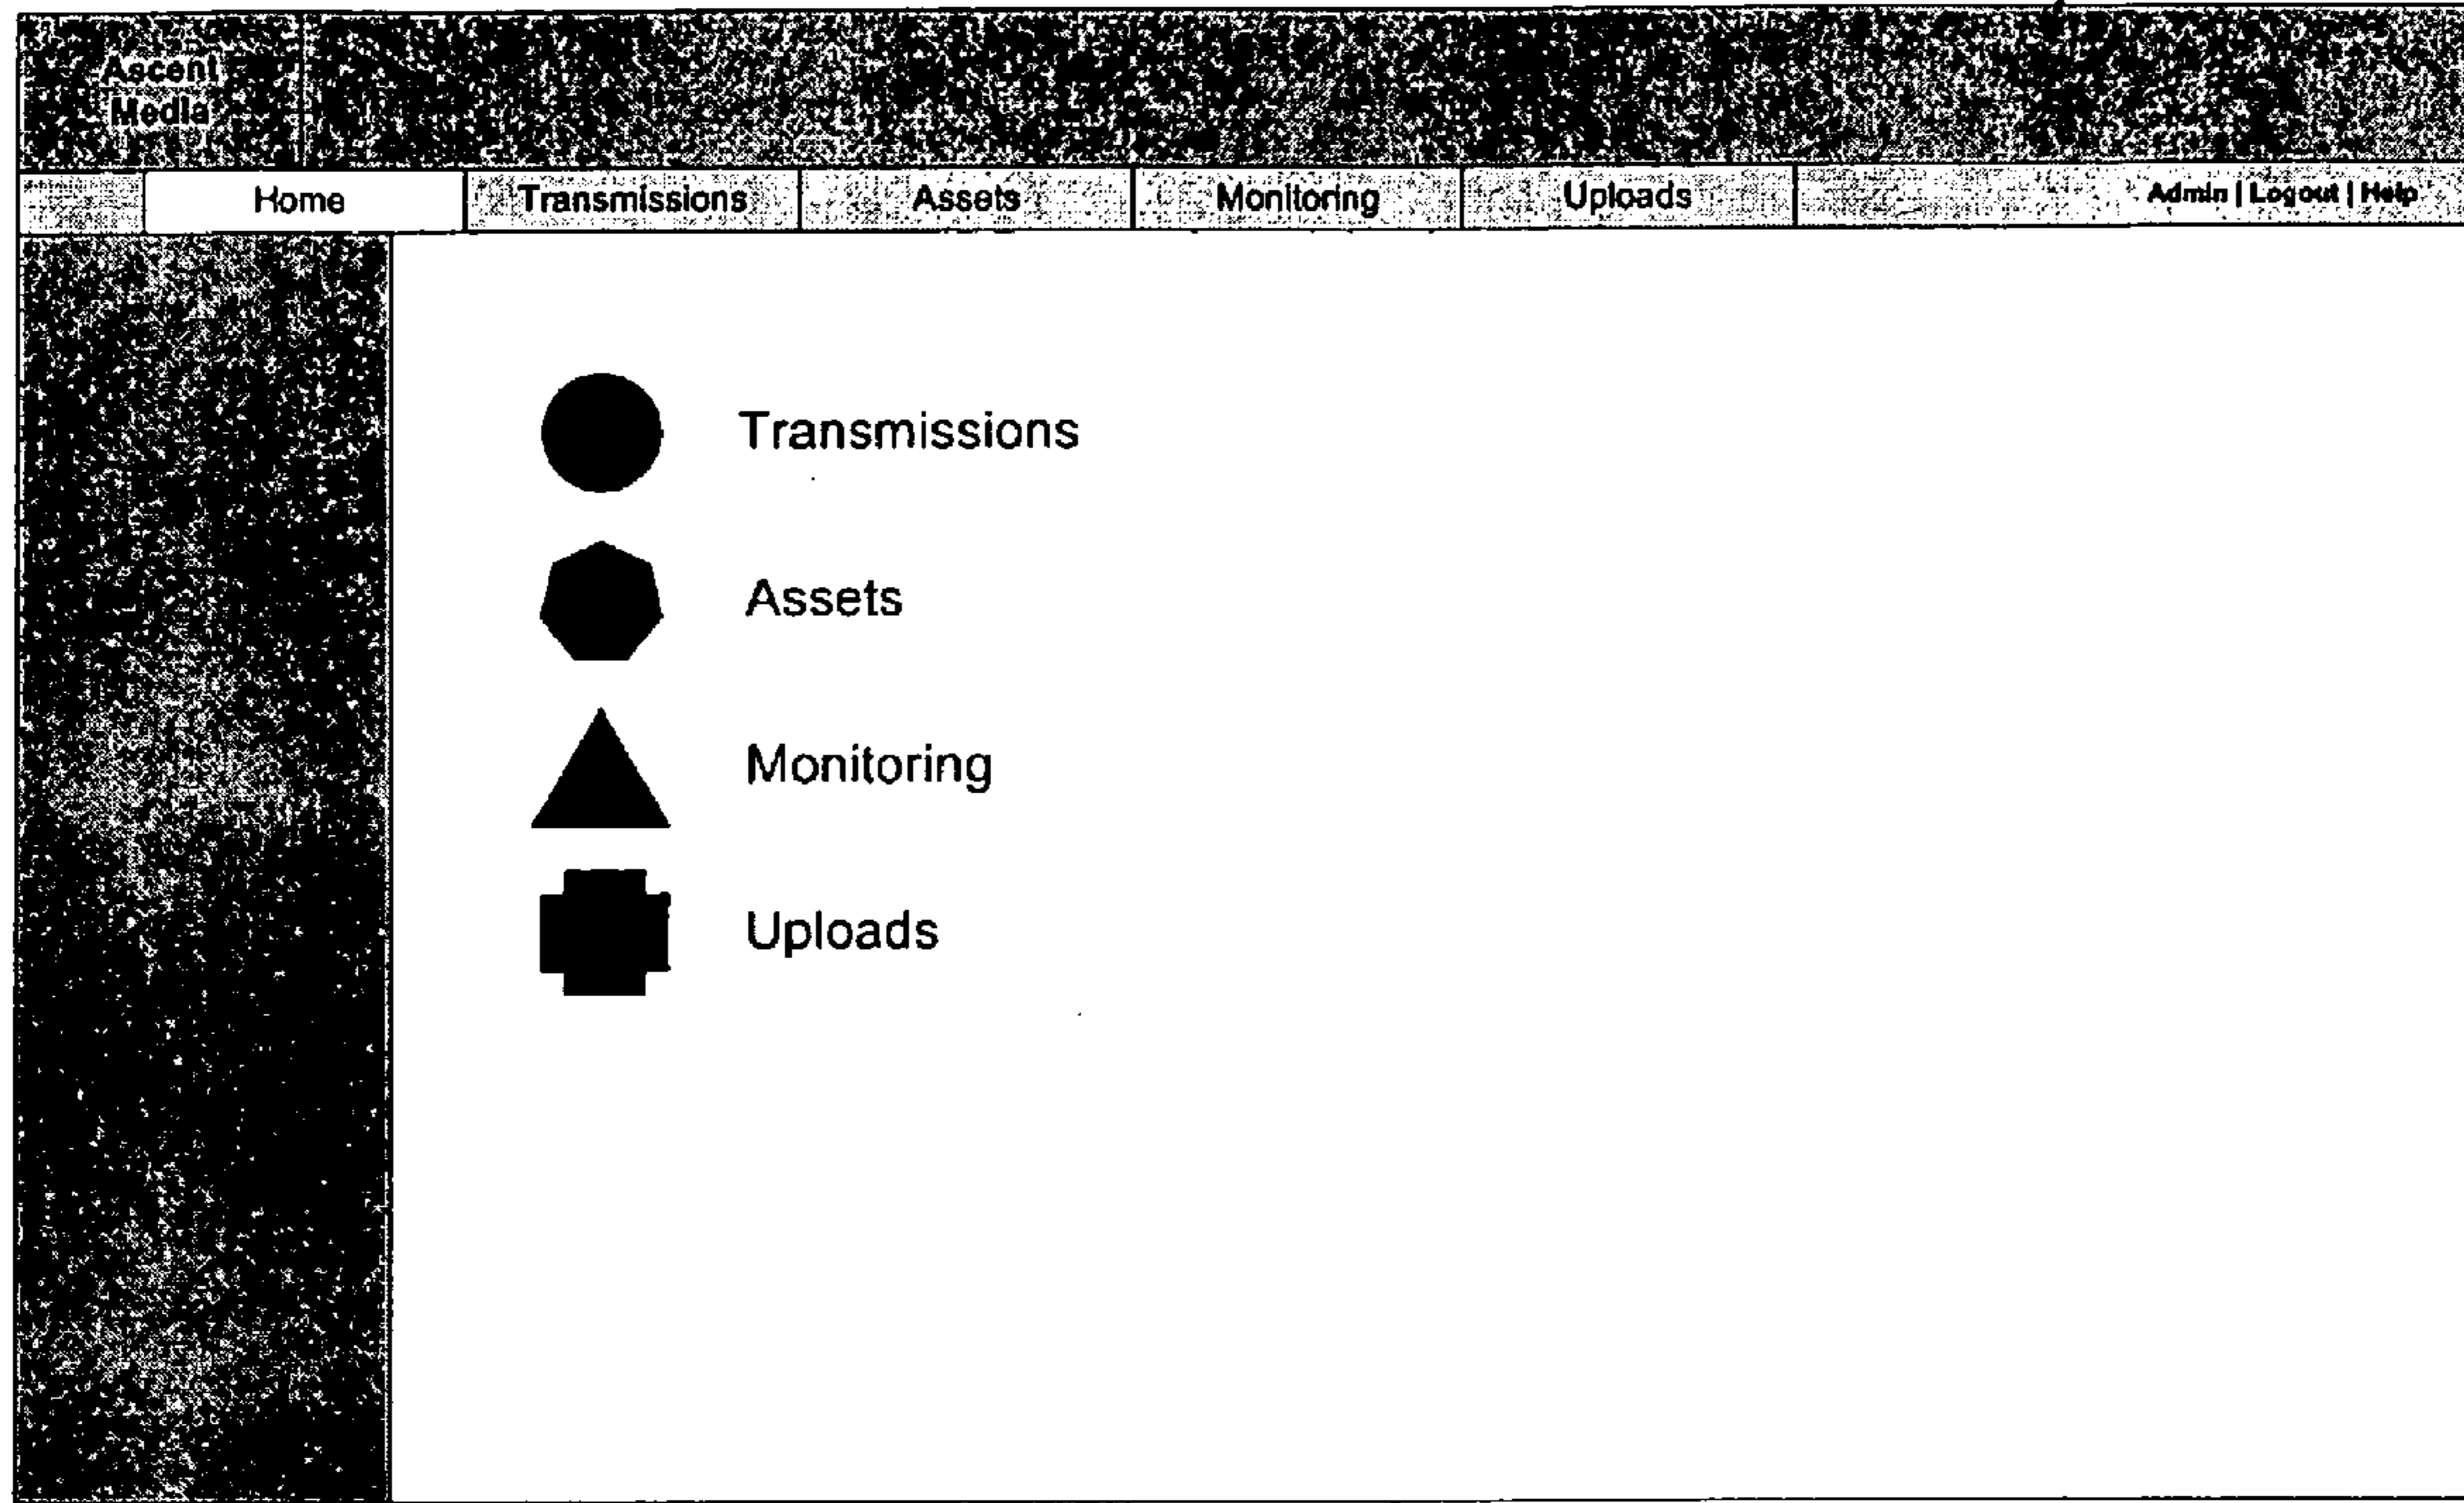 Ascent
Media
Home Transmissions Assets Monitoring Uploads Admin | Logout | Help
Transmissions
Assets
Monitoring
Uploads